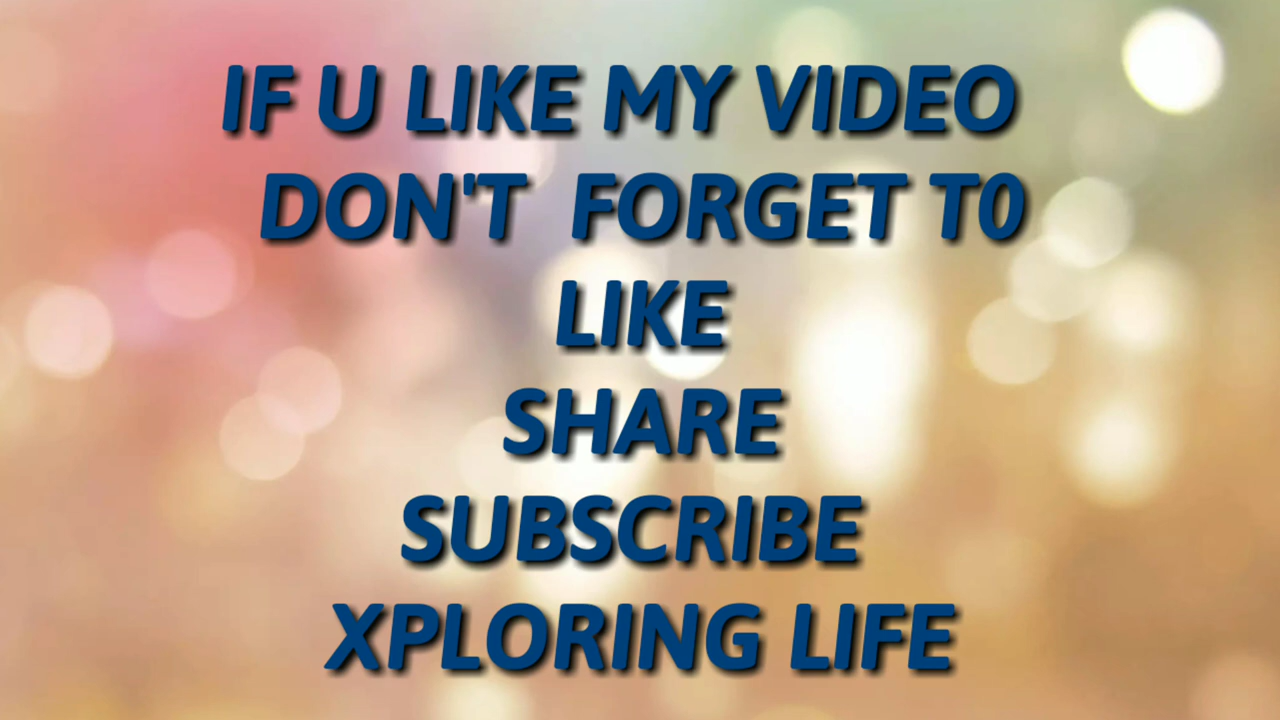 IF U LIKE MY VIDEO
DON'T  FORGET T0
LIKE
SHARE
SUBSCRIBE
XPLORING LIFE